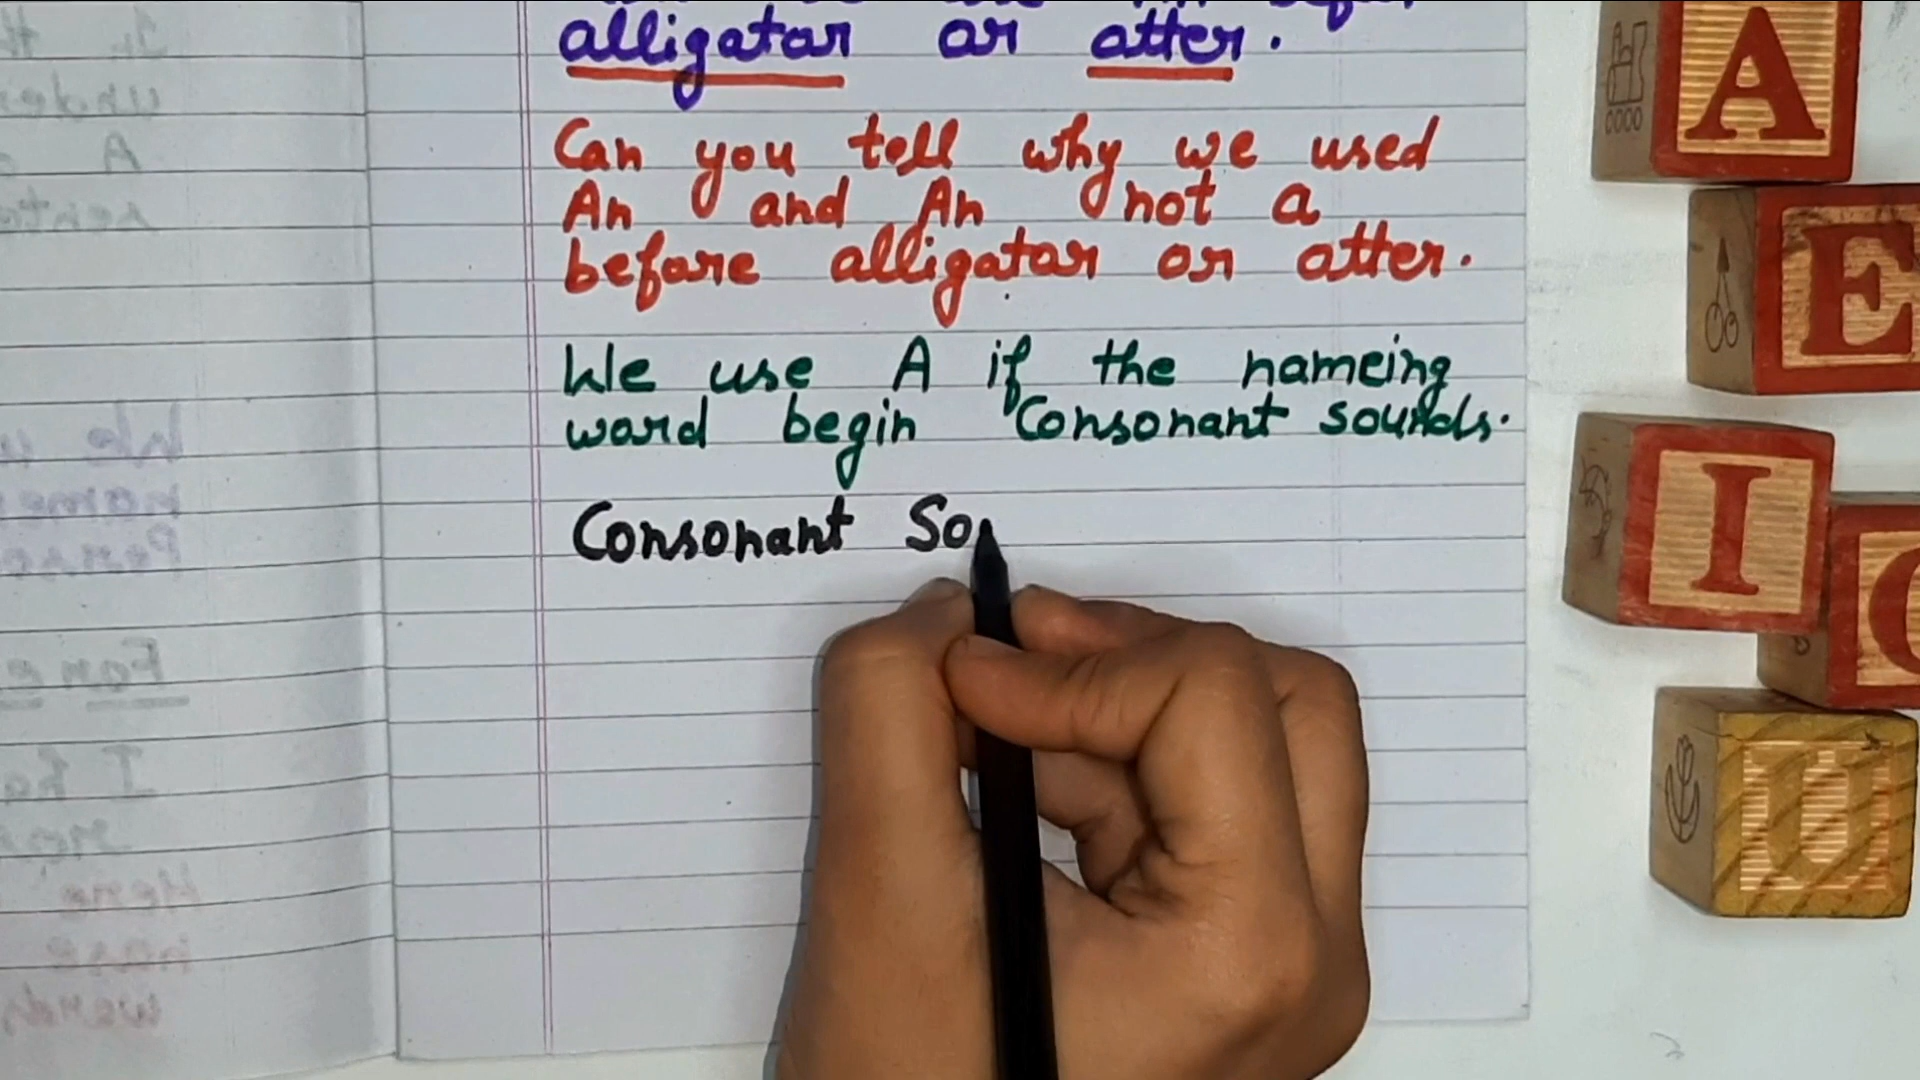 alligator or otter.
Can you tell why we used
An and An not a
before alligator or otter.
We use A if the nameing
word begin Consonant sounds.
Consonant So
A
E
I
U